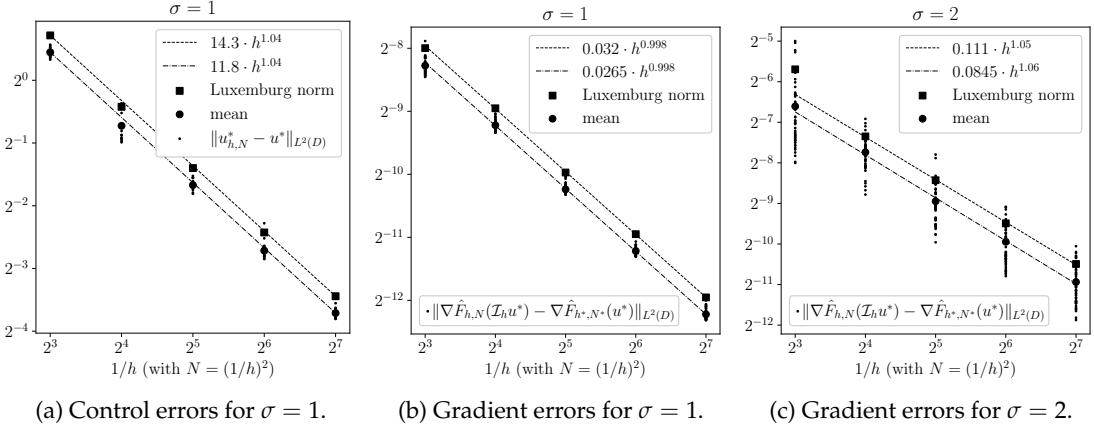 σ = 1
2^0
2^{-1}
2^{-2}
2^{-3}
2^{-4}
14.3 · h^{1.04}
11.8 · h^{1.04}
Luxemburg norm
mean
‖u*_{h,N} − u*‖_{L²(D)}
2^3 2^4 2^5 2^6 2^7
1/h (with N = (1/h)²)
(a) Control errors for σ = 1.
σ = 1
2^{-8}
2^{-9}
2^{-10}
2^{-11}
2^{-12}
0.032 · h^{0.998}
0.0265 · h^{0.998}
Luxemburg norm
mean
‖∇F̂_{h,N}(ℐ_h u*) − ∇F̂_{h*,N*}(u*)‖_{L²(D)}
2^3 2^4 2^5 2^6 2^7
1/h (with N = (1/h)²)
(b) Gradient errors for σ = 1.
σ = 2
2^{-5}
2^{-6}
2^{-7}
2^{-8}
2^{-9}
2^{-10}
2^{-11}
2^{-12}
0.111 · h^{1.05}
0.0845 · h^{1.06}
Luxemburg norm
mean
‖∇F̂_{h,N}(ℐ_h u*) − ∇F̂_{h*,N*}(u*)‖_{L²(D)}
2^3 2^4 2^5 2^6 2^7
1/h (with N = (1/h)²)
(c) Gradient errors for σ = 2.